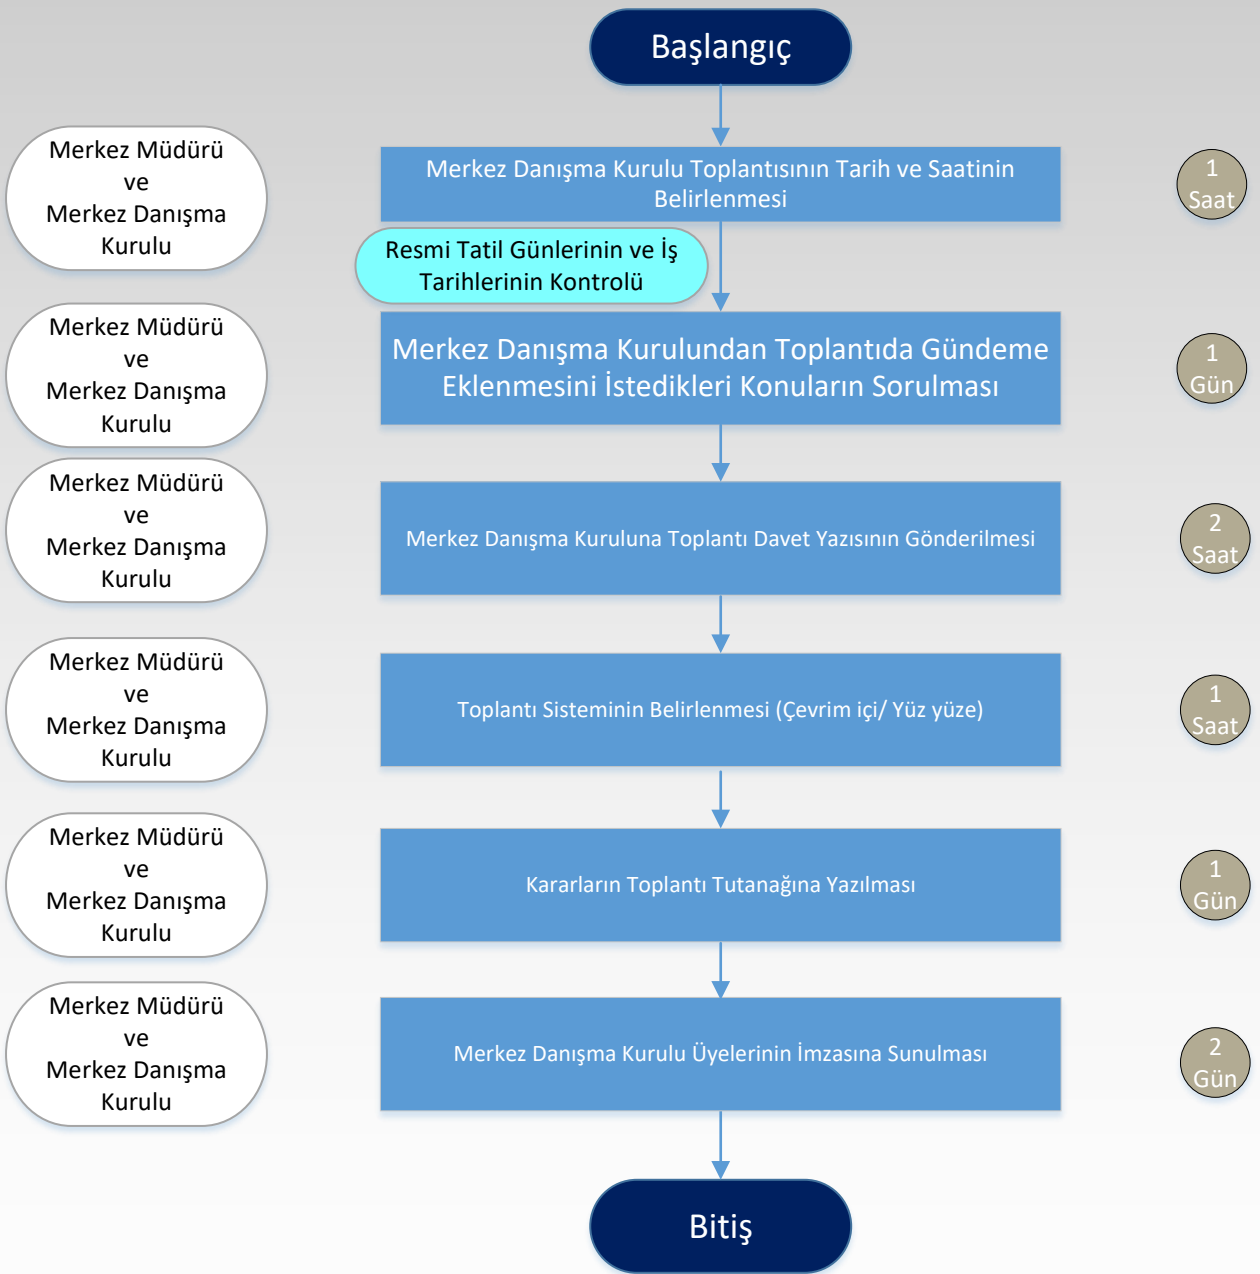 Başlangıç
Merkez Müdürü
ve
Merkez Danışma
Kurulu
Merkez Danışma Kurulu Toplantısının Tarih ve Saatinin
Belirlenmesi
1
Saat
Resmi Tatil Günlerinin ve İş
Tarihlerinin Kontrolü
Merkez Müdürü
ve
Merkez Danışma
Kurulu
Merkez Danışma Kurulundan Toplantıda Gündeme
Eklenmesini İstedikleri Konuların Sorulması
1
Gün
Merkez Müdürü
ve
Merkez Danışma
Kurulu
Merkez Danışma Kuruluna Toplantı Davet Yazısının Gönderilmesi
2
Saat
Merkez Müdürü
ve
Merkez Danışma
Kurulu
Toplantı Sisteminin Belirlenmesi (Çevrim içi/ Yüz yüze)
1
Saat
Merkez Müdürü
ve
Merkez Danışma
Kurulu
Kararların Toplantı Tutanağına Yazılması
1
Gün
Merkez Müdürü
ve
Merkez Danışma
Kurulu
Merkez Danışma Kurulu Üyelerinin İmzasına Sunulması
2
Gün
Bitiş